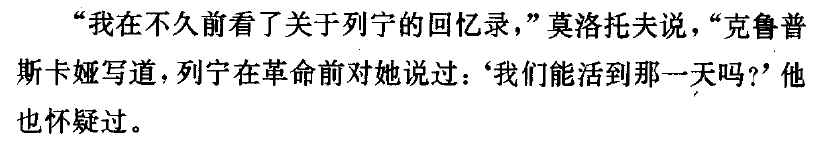 “我在不久前看了关于列宁的回忆录，”莫洛托夫说，“克鲁普
斯卡娅写道，列宁在革命前对她说过：‘我们能活到那一天吗？’他
也怀疑过。